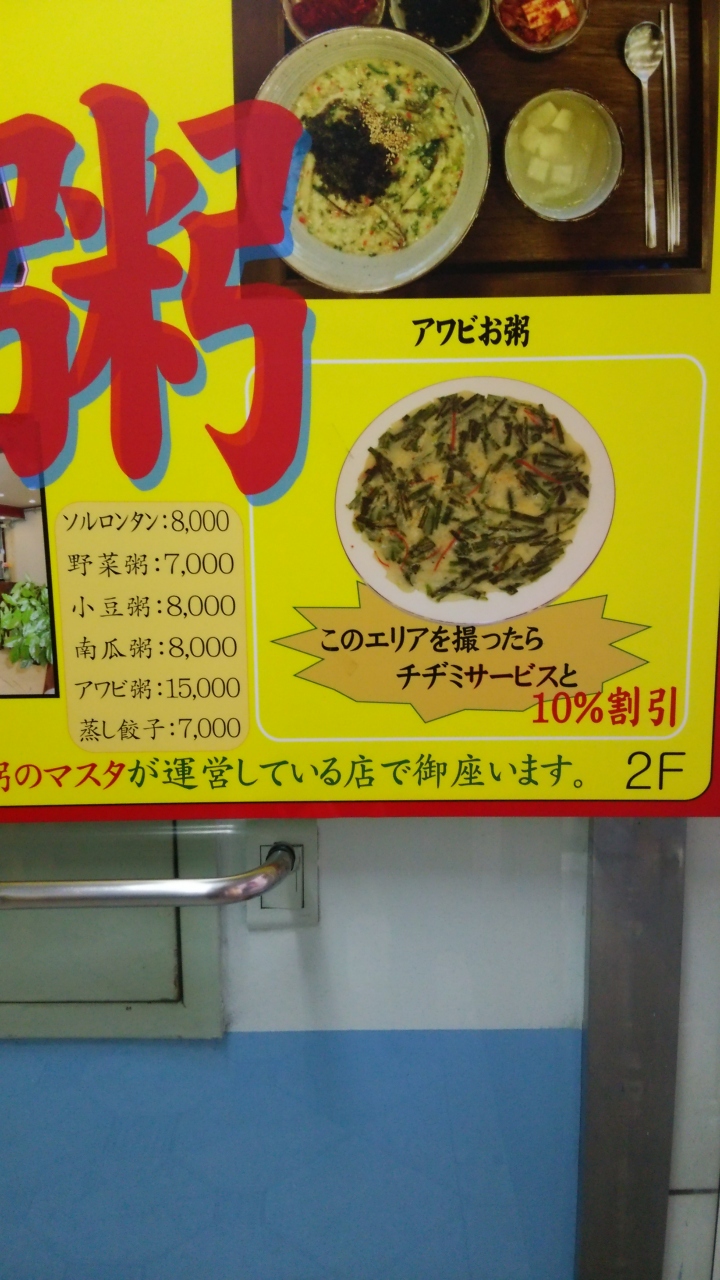 粥
アワビお粥
ソルロンタン:8,000
野菜粥:7,000
小豆粥:8,000
南瓜粥:8,000
アワビ粥:15,000
蒸し餃子:7,000
このエリアを撮ったら
チヂミサービスと
10%割引
粥のマスタが運営している店で御座います。 2F